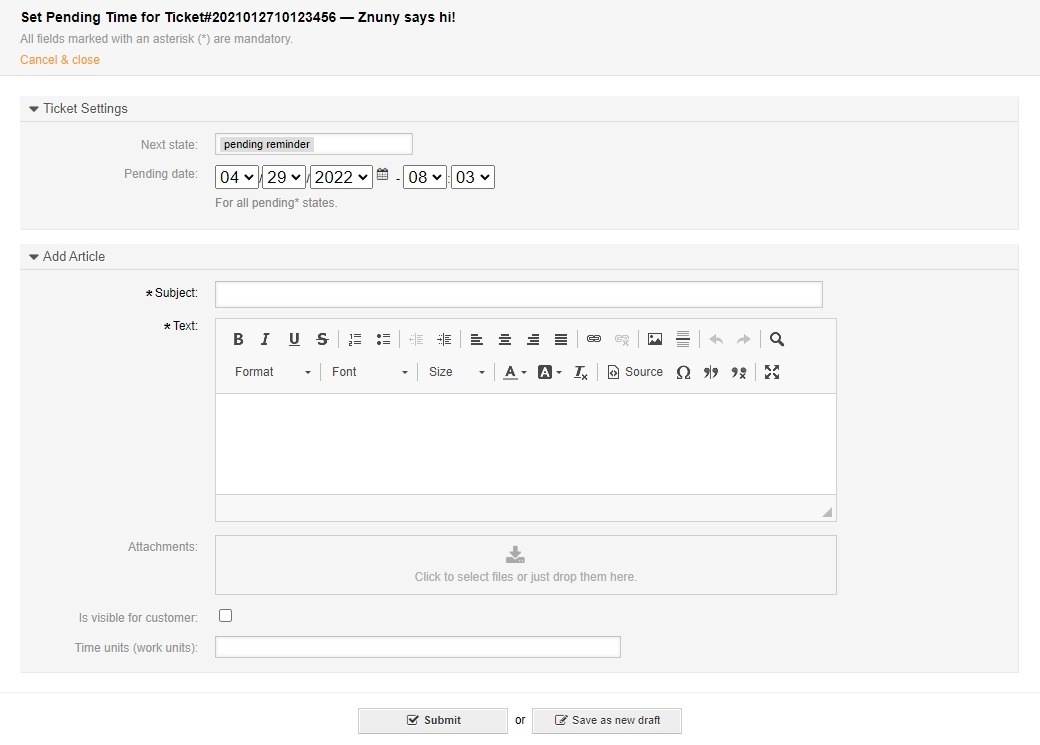 Set Pending Time for Ticket#2021012710123456 — Znuny says hi!
All fields marked with an asterisk (*) are mandatory.
Cancel & close
Ticket Settings
Next state: pending reminder
Pending date: 04 / 29 / 2022 - 08 : 03
For all pending* states.
Add Article
* Subject:
* Text:
B I U S
Format Font Size A A Tx Source Ω
Attachments:
Click to select files or just drop them here.
Is visible for customer:
Time units (work units):
Submit or Save as new draft